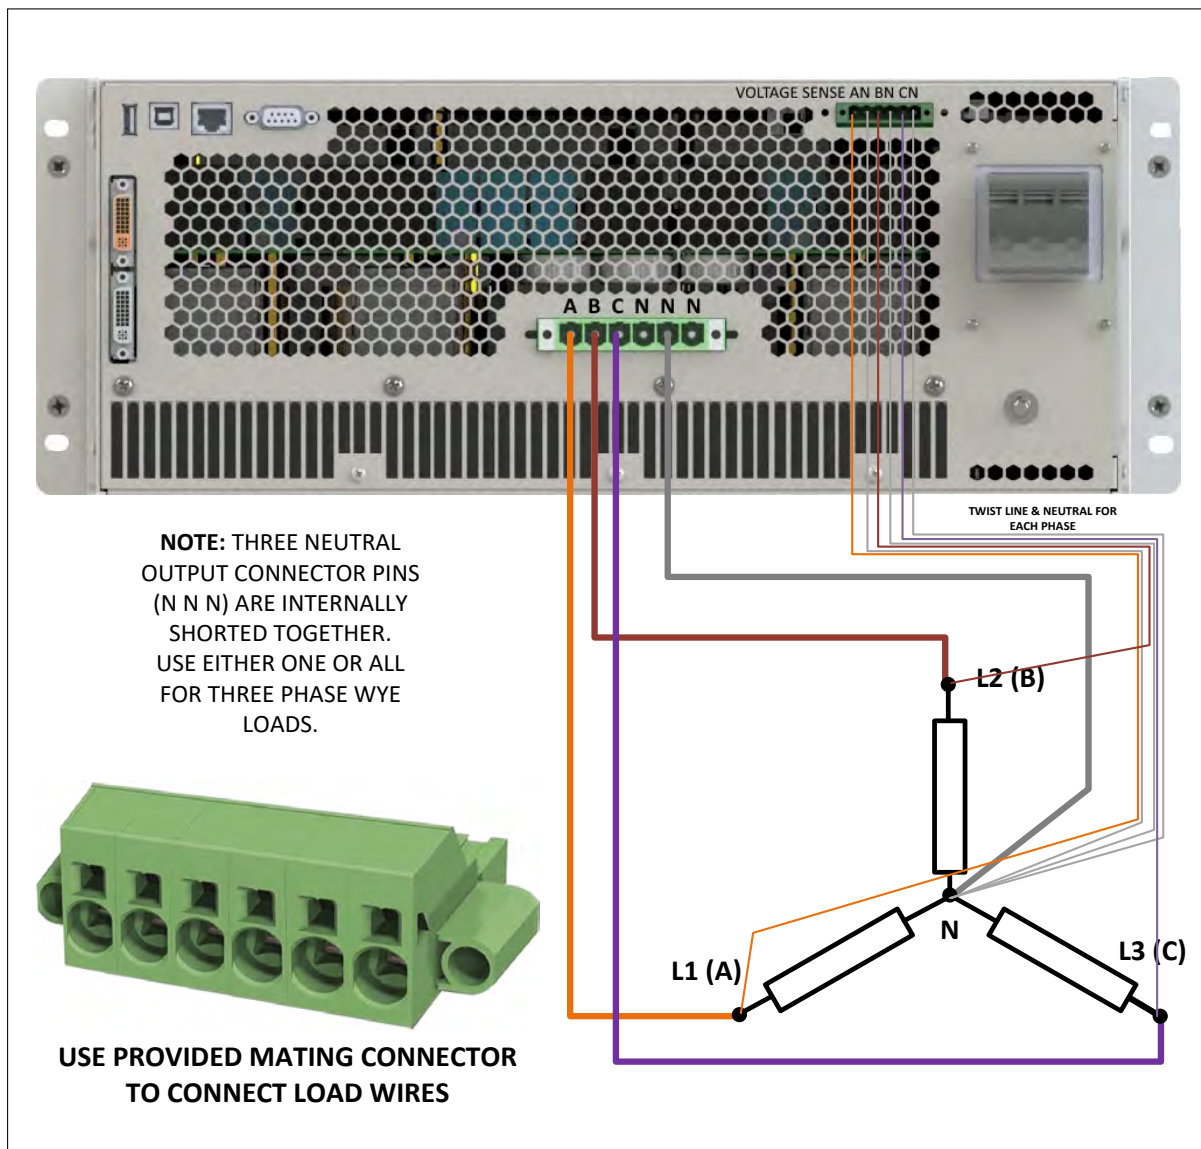 VOLTAGE SENSE AN BN CN
A B C N N N
TWIST LINE & NEUTRAL FOR
EACH PHASE
NOTE: THREE NEUTRAL
OUTPUT CONNECTOR PINS
(N N N) ARE INTERNALLY
SHORTED TOGETHER.
USE EITHER ONE OR ALL
FOR THREE PHASE WYE
LOADS.
L2 (B)
N
L1 (A)
L3 (C)
USE PROVIDED MATING CONNECTOR
TO CONNECT LOAD WIRES